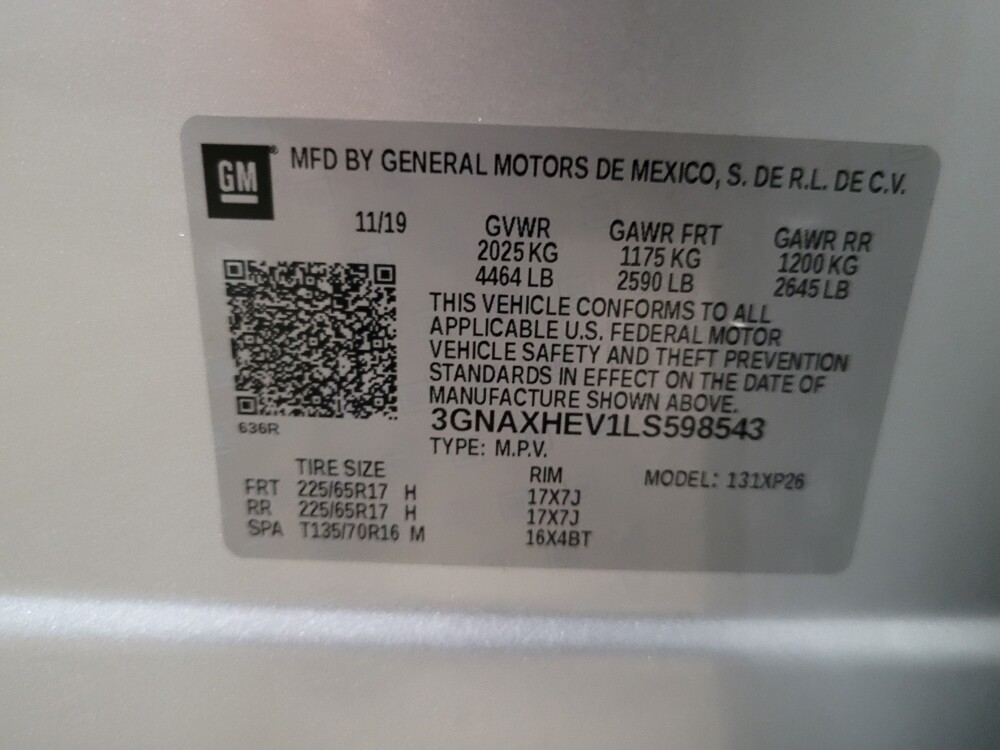 GM® MFD BY GENERAL MOTORS DE MEXICO, S. DE R.L. DE C.V.
11/19 GVWR GAWR FRT GAWR RR
2025 KG 1175 KG 1200 KG
4464 LB 2590 LB 2645 LB
THIS VEHICLE CONFORMS TO ALL
APPLICABLE U.S. FEDERAL MOTOR
VEHICLE SAFETY AND THEFT PREVENTION
STANDARDS IN EFFECT ON THE DATE OF
MANUFACTURE SHOWN ABOVE.
636R 3GNAXHEV1LS598543
TYPE: M.P.V.
TIRE SIZE RIM MODEL: 131XP26
FRT 225/65R17 H 17X7J
RR 225/65R17 H 17X7J
SPA T135/70R16 M 16X4BT